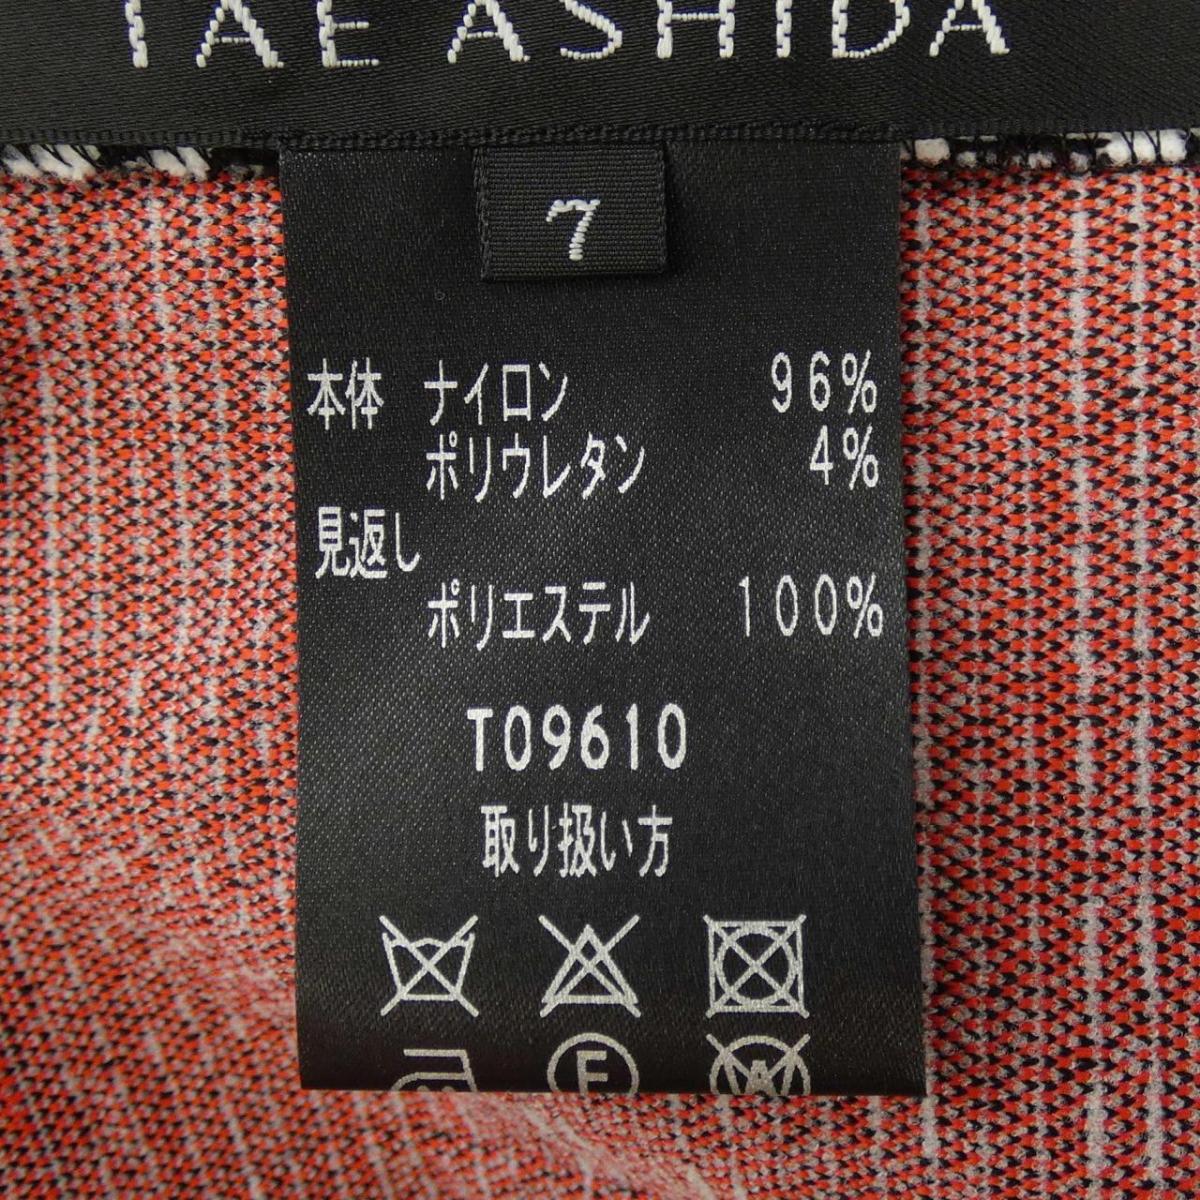 TAE ASHIDA
7
本体 ナイロン 96%
ポリウレタン 4%
見返し
ポリエステル 100%
T09610
取り扱い方
F
W